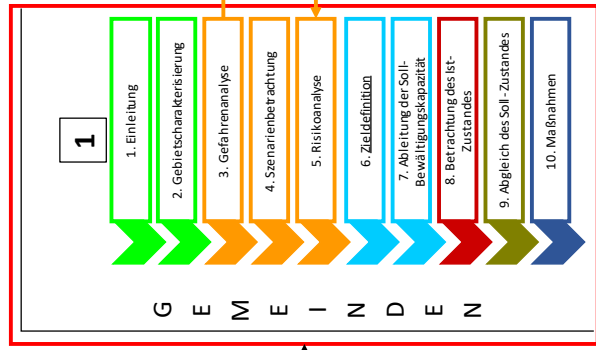 1
1. Einleitung
2. Gebietscharakterisierung
3. Gefahrenanalyse
4. Szenarienbetrachtung
5. Risikoanalyse
6. Zieldefinition
7. Ableitung der Soll-
Bewältigungskapazität
8. Betrachtung des Ist-
Zustandes
9. Abgleich des Soll-Zustandes
10. Maßnahmen
GEMEINDEN